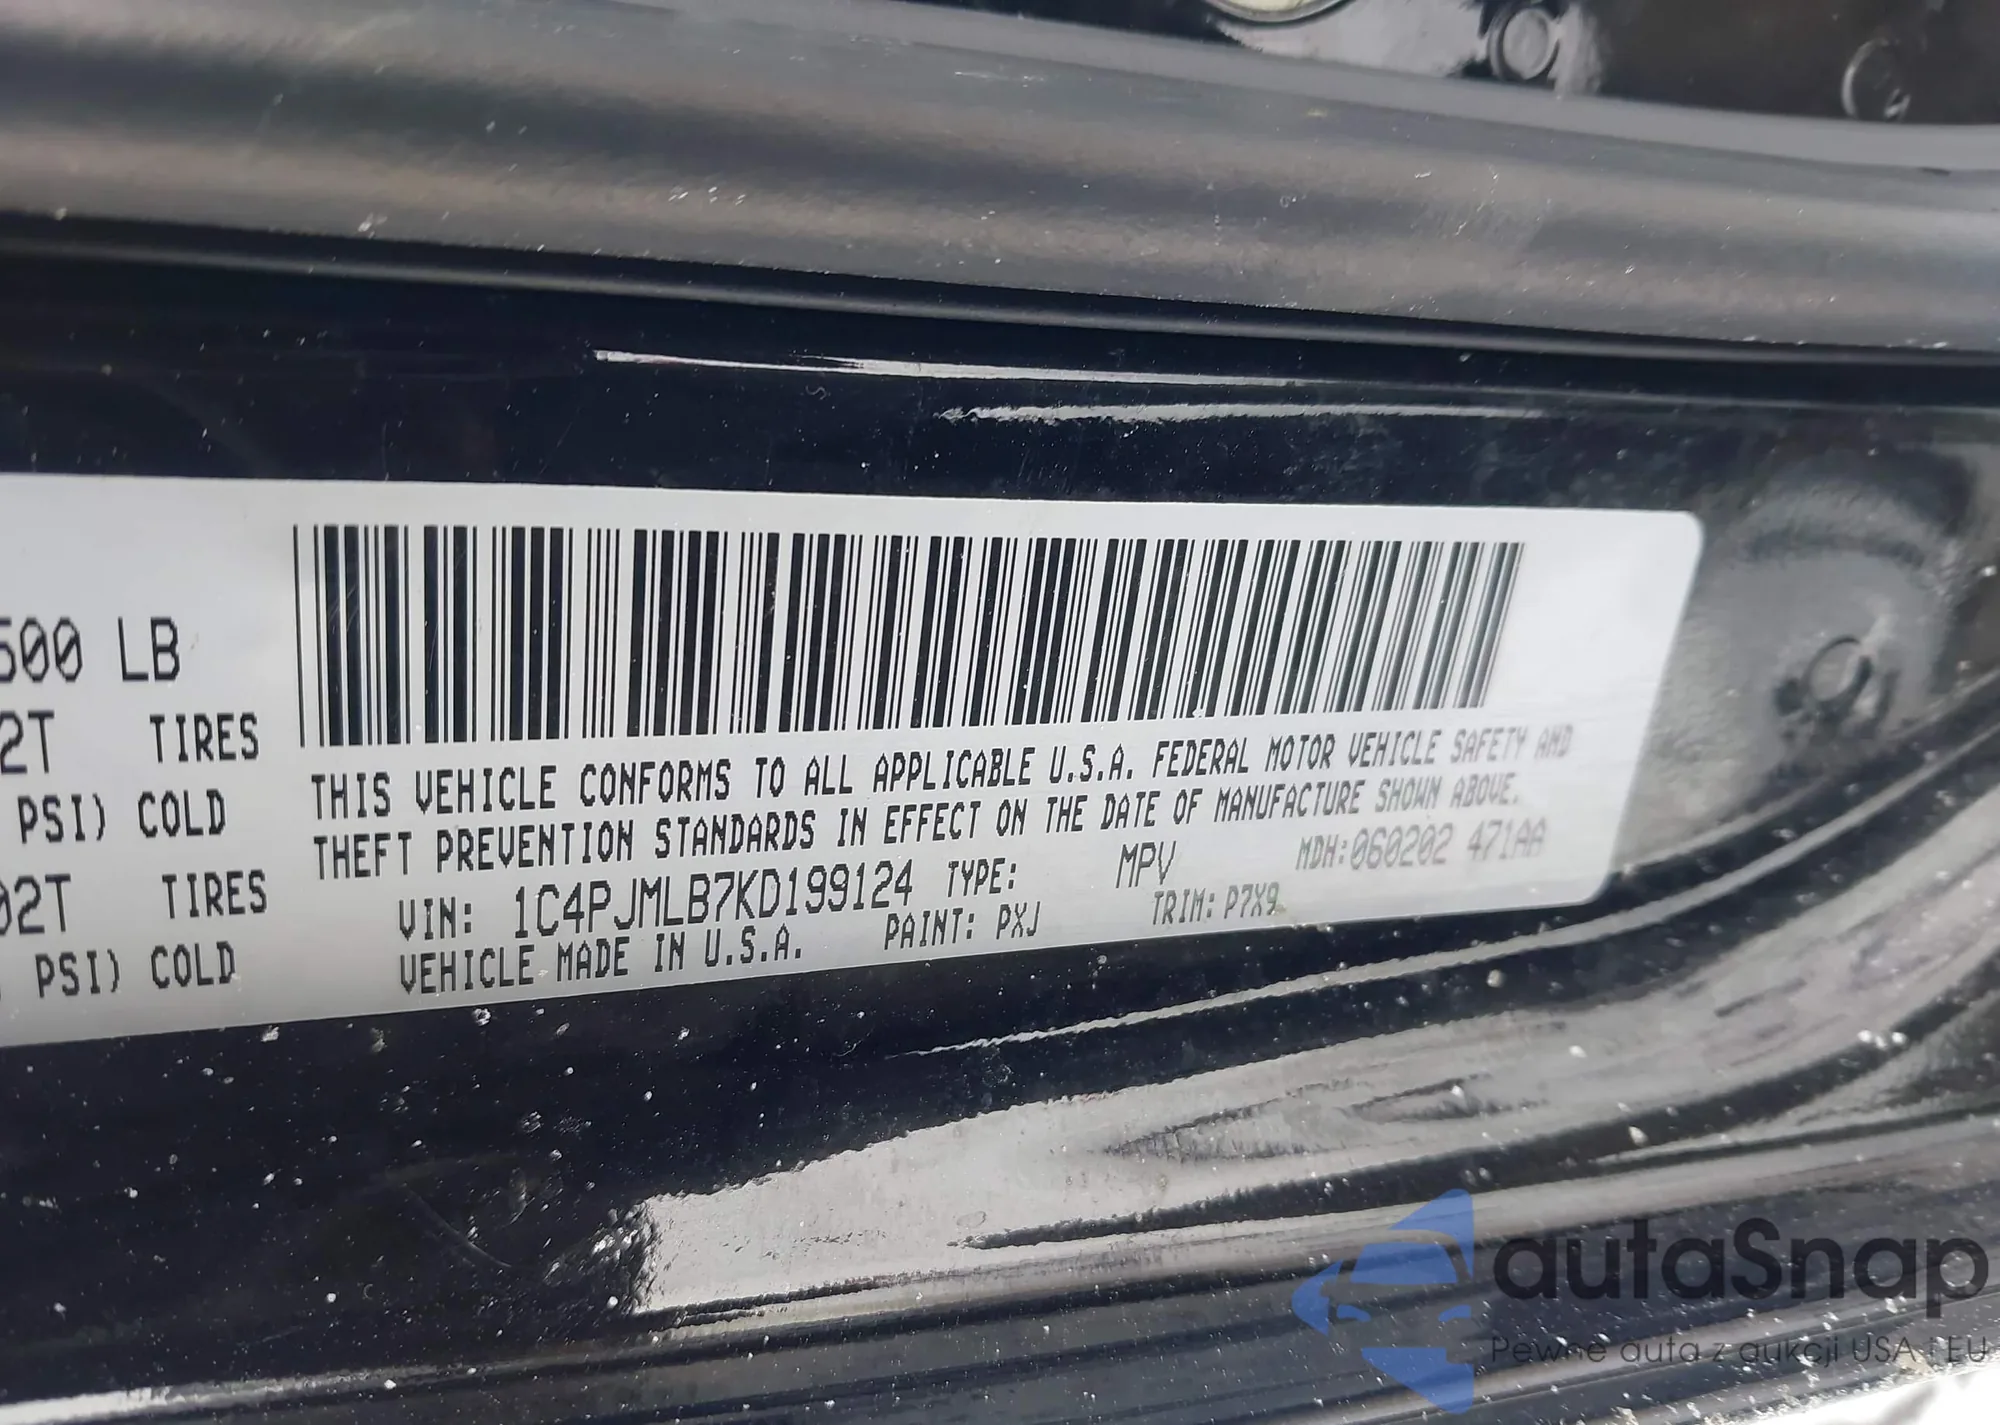 500 LB
2T TIRES
PSI) COLD
02T TIRES
PSI) COLD
THIS VEHICLE CONFORMS TO ALL APPLICABLE U.S.A. FEDERAL MOTOR VEHICLE SAFETY AND
THEFT PREVENTION STANDARDS IN EFFECT ON THE DATE OF MANUFACTURE SHOWN ABOVE.
VIN: 1C4PJMLB7KD199124 TYPE: MPV MDH:060202 471AA
VEHICLE MADE IN U.S.A. PAINT: PXJ TRIM: P7X9
autaSnap
Pewne auta z aukcji USA i EU